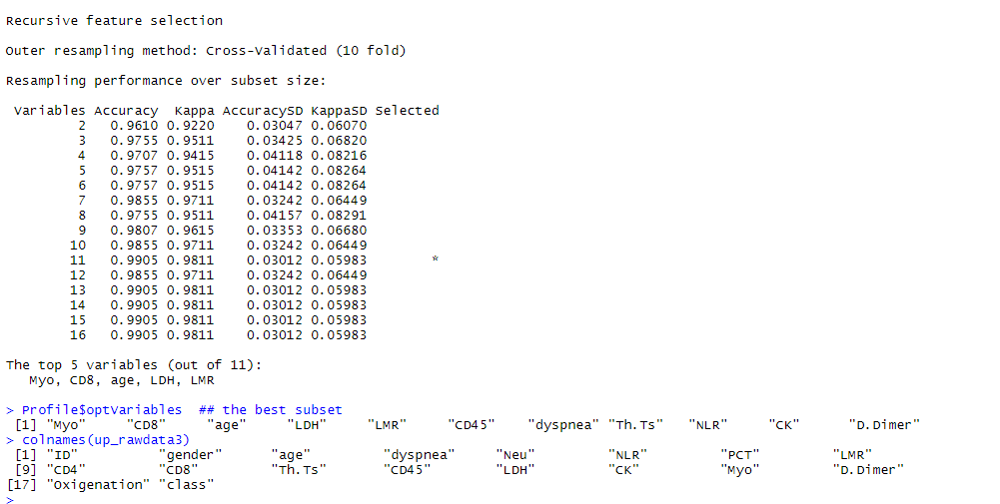 Recursive feature selection
Outer resampling method: Cross-Validated (10 fold)
Resampling performance over subset size:
Variables Accuracy Kappa AccuracySD KappaSD Selected
2 0.9610 0.9220 0.03047 0.06070
3 0.9755 0.9511 0.03425 0.06820
4 0.9707 0.9415 0.04118 0.08216
5 0.9757 0.9515 0.04142 0.08264
6 0.9757 0.9515 0.04142 0.08264
7 0.9855 0.9711 0.03242 0.06449
8 0.9755 0.9511 0.04157 0.08291
9 0.9807 0.9615 0.03353 0.06680
10 0.9855 0.9711 0.03242 0.06449
11 0.9905 0.9811 0.03012 0.05983 *
12 0.9855 0.9711 0.03242 0.06449
13 0.9905 0.9811 0.03012 0.05983
14 0.9905 0.9811 0.03012 0.05983
15 0.9905 0.9811 0.03012 0.05983
16 0.9905 0.9811 0.03012 0.05983
The top 5 variables (out of 11):
Myo, CD8, age, LDH, LMR
> Profile$optVariables ## the best subset
[1] "Myo" "CD8" "age" "LDH" "LMR" "CD45" "dyspnea" "Th.Ts" "NLR" "CK" "D.Dimer"
> colnames(up_rawdata3)
[1] "ID" "gender" "age" "dyspnea" "Neu" "NLR" "PCT" "LMR"
[9] "CD4" "CD8" "Th.Ts" "CD45" "LDH" "CK" "Myo" "D.Dimer"
[17] "Oxigenation" "class"
>